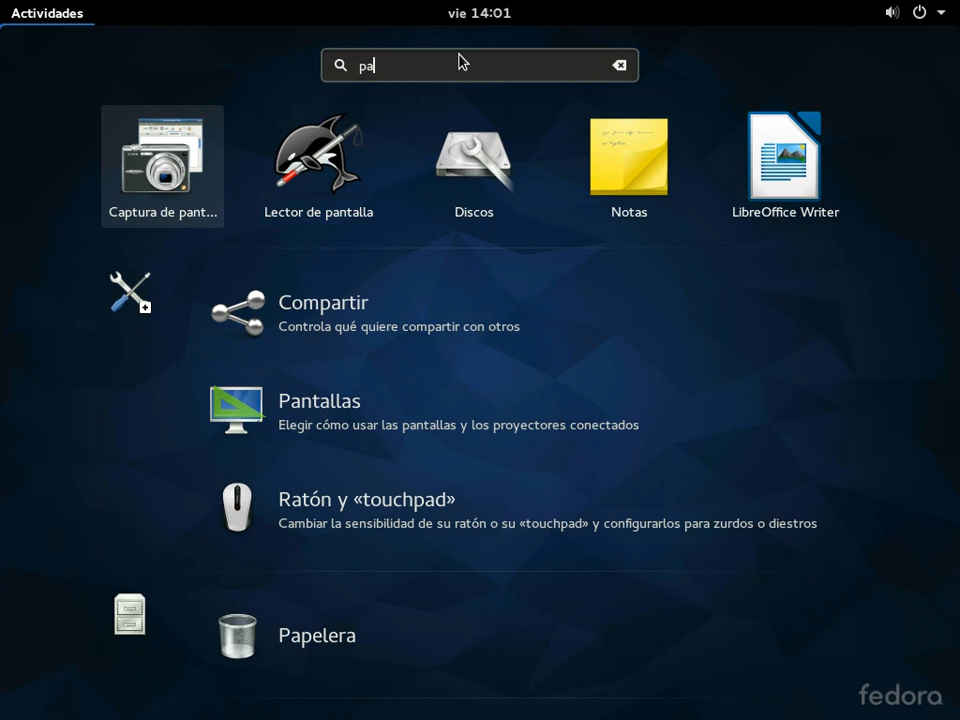 Actividades
vie 14:01
pa
Captura de pant...
Lector de pantalla
Discos
Notas
LibreOffice Writer
Compartir
Controla qué quiere compartir con otros
Pantallas
Elegir cómo usar las pantallas y los proyectores conectados
Ratón y «touchpad»
Cambiar la sensibilidad de su ratón o su «touchpad» y configurarlos para zurdos o diestros
Papelera
fedora